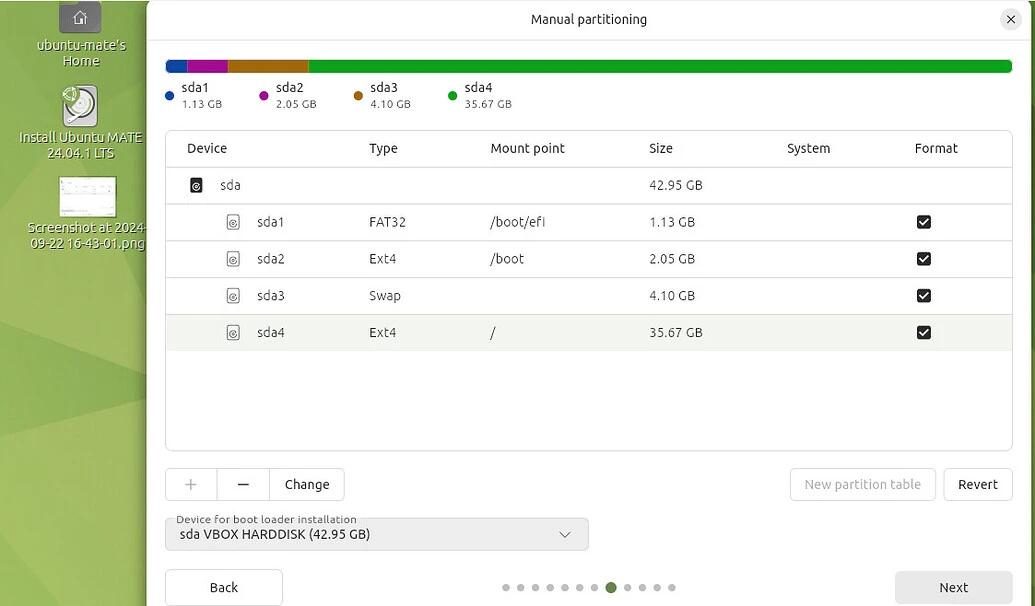 Manual partitioning
ubuntu-mate's
Home
Install Ubuntu MATE
24.04.1 LTS
Screenshot at 2024-
09-22 16-43-01.png
sda1
1.13 GB
sda2
2.05 GB
sda3
4.10 GB
sda4
35.67 GB
Device Type Mount point Size System Format
sda 42.95 GB
sda1 FAT32 /boot/efi 1.13 GB
sda2 Ext4 /boot 2.05 GB
sda3 Swap 4.10 GB
sda4 Ext4 / 35.67 GB
+ − Change New partition table Revert
Device for boot loader installation
sda VBOX HARDDISK (42.95 GB)
Back Next